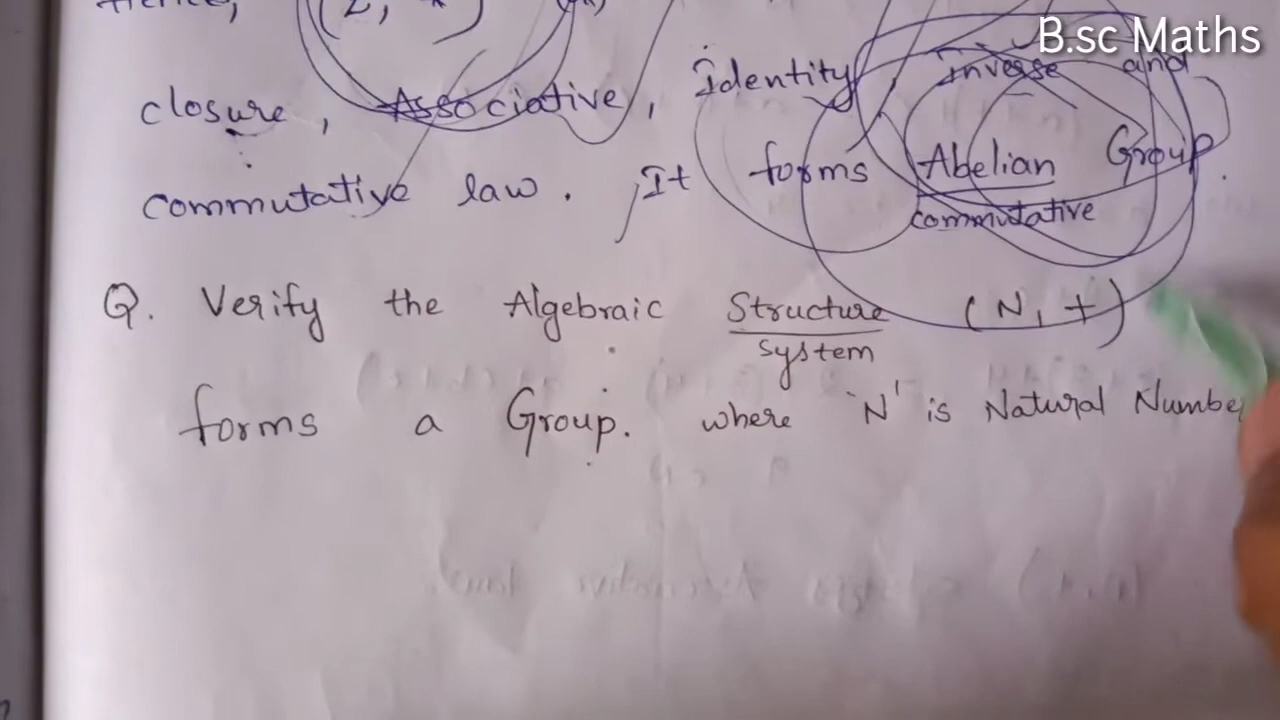 Hence, (Z, *)
B.sc Maths
closure, Associative, Identity Inverse and
commutative law. It forms Abelian Group.
commutative
Q. Verify the Algebraic Structure (N, +)
System
forms a Group. where 'N' is Natural Number